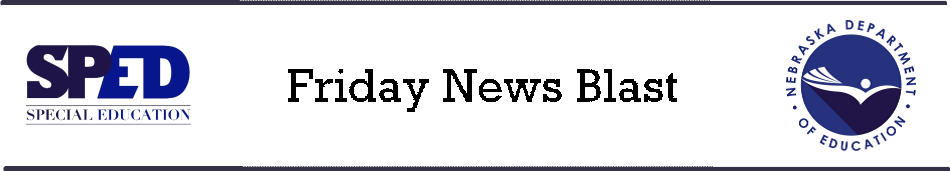 SPED
SPECIAL EDUCATION
Friday News Blast
NEBRASKA DEPARTMENT
• OF EDUCATION •